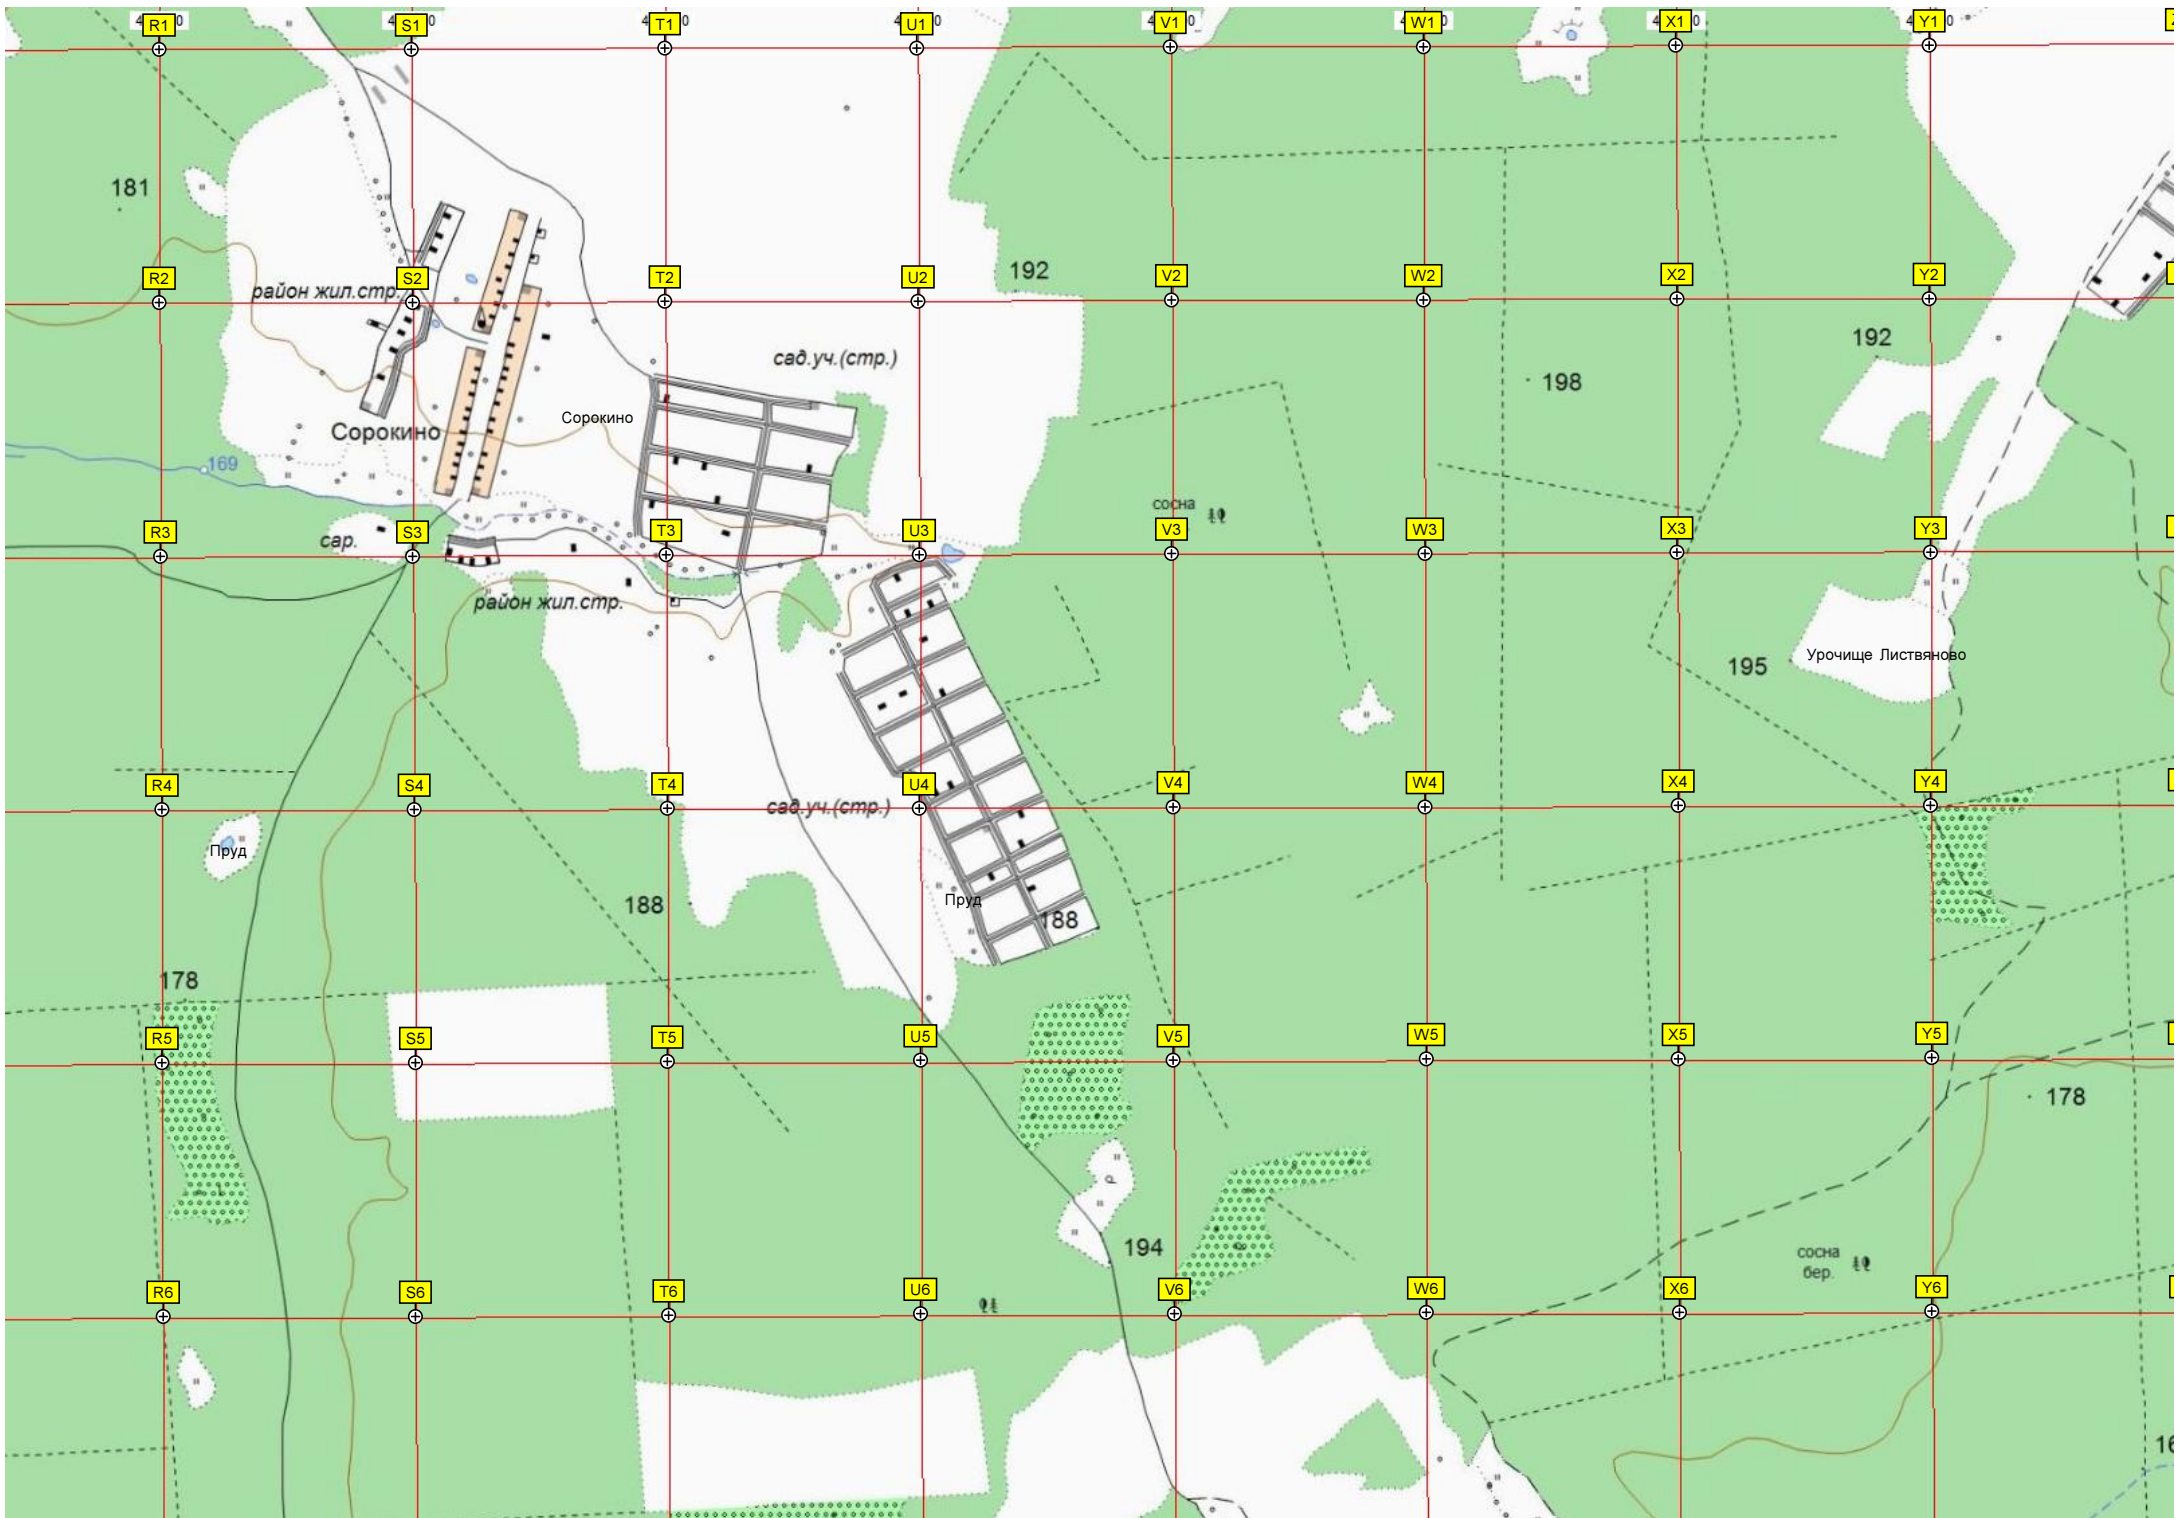 R1 S1 T1 U1 V1 W1 X1 Y1
181
192
R2 S2 T2 U2 V2 W2 X2 Y2
район жил.стр.
192
сад.уч.(стр.)
198
Сорокино
Сорокино
169
сосна
R3 S3 T3 U3 V3 W3 X3 Y3
сар.
район жил.стр.
195
Урочище Листвяново
R4 S4 T4 U4 V4 W4 X4 Y4
сад.уч.(стр.)
Пруд
188
Пруд
188
178
R5 S5 T5 U5 V5 W5 X5 Y5
178
р
194
сосна
бер.
R6 S6 T6 U6 V6 W6 X6 Y6